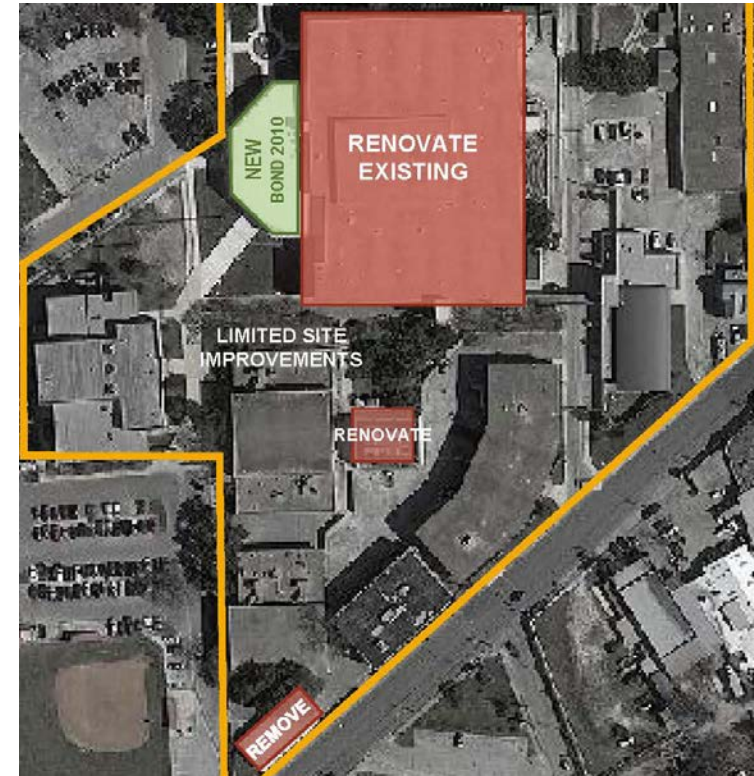 NEW
BOND 2010
RENOVATE
EXISTING
LIMITED SITE
IMPROVEMENTS
RENOVATE
REMOVE